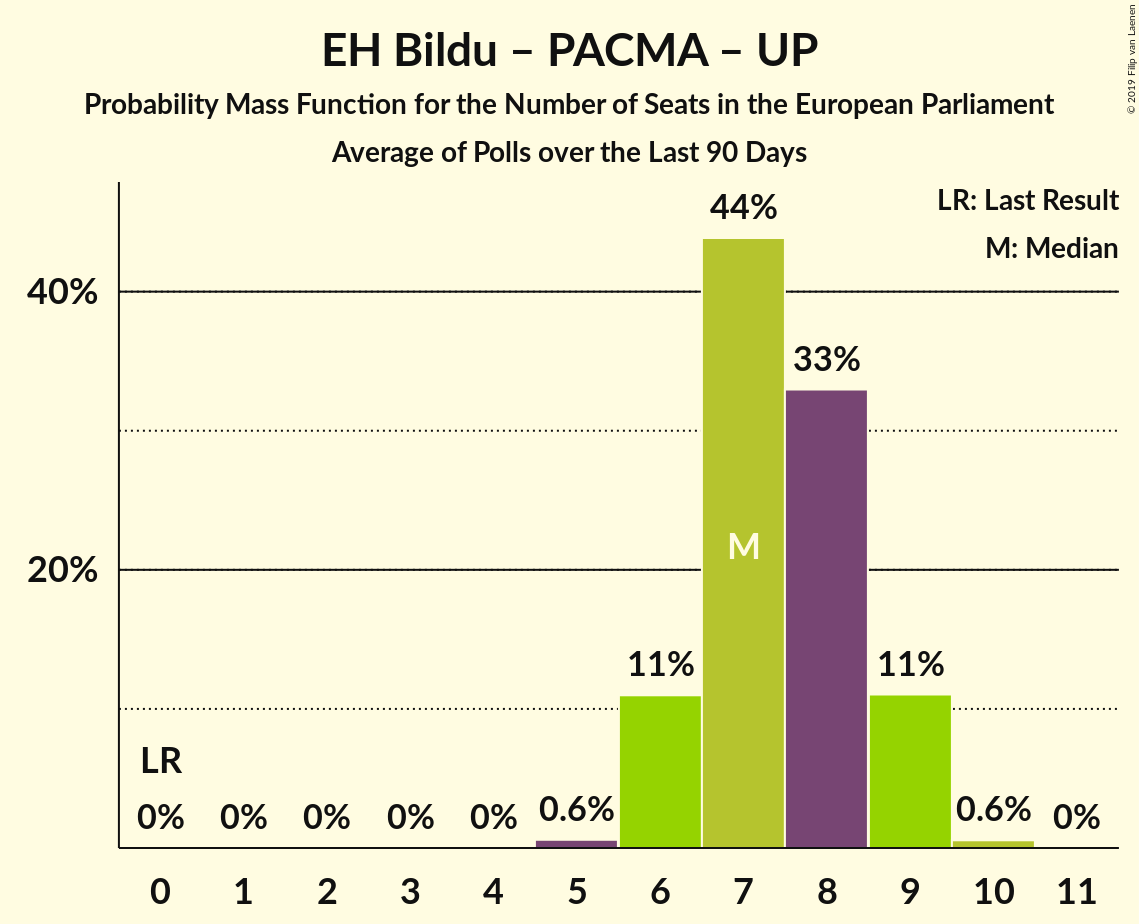 EH Bildu – PACMA – UP
Probability Mass Function for the Number of Seats in the European Parliament
Average of Polls over the Last 90 Days
© 2019 Filip van Laenen
LR: Last Result
M: Median
44%
40%
33%
M
20%
11%
11%
LR
0%
0%
0%
0%
0%
0.6%
0.6%
0%
0 1 2 3 4 5 6 7 8 9 10 11